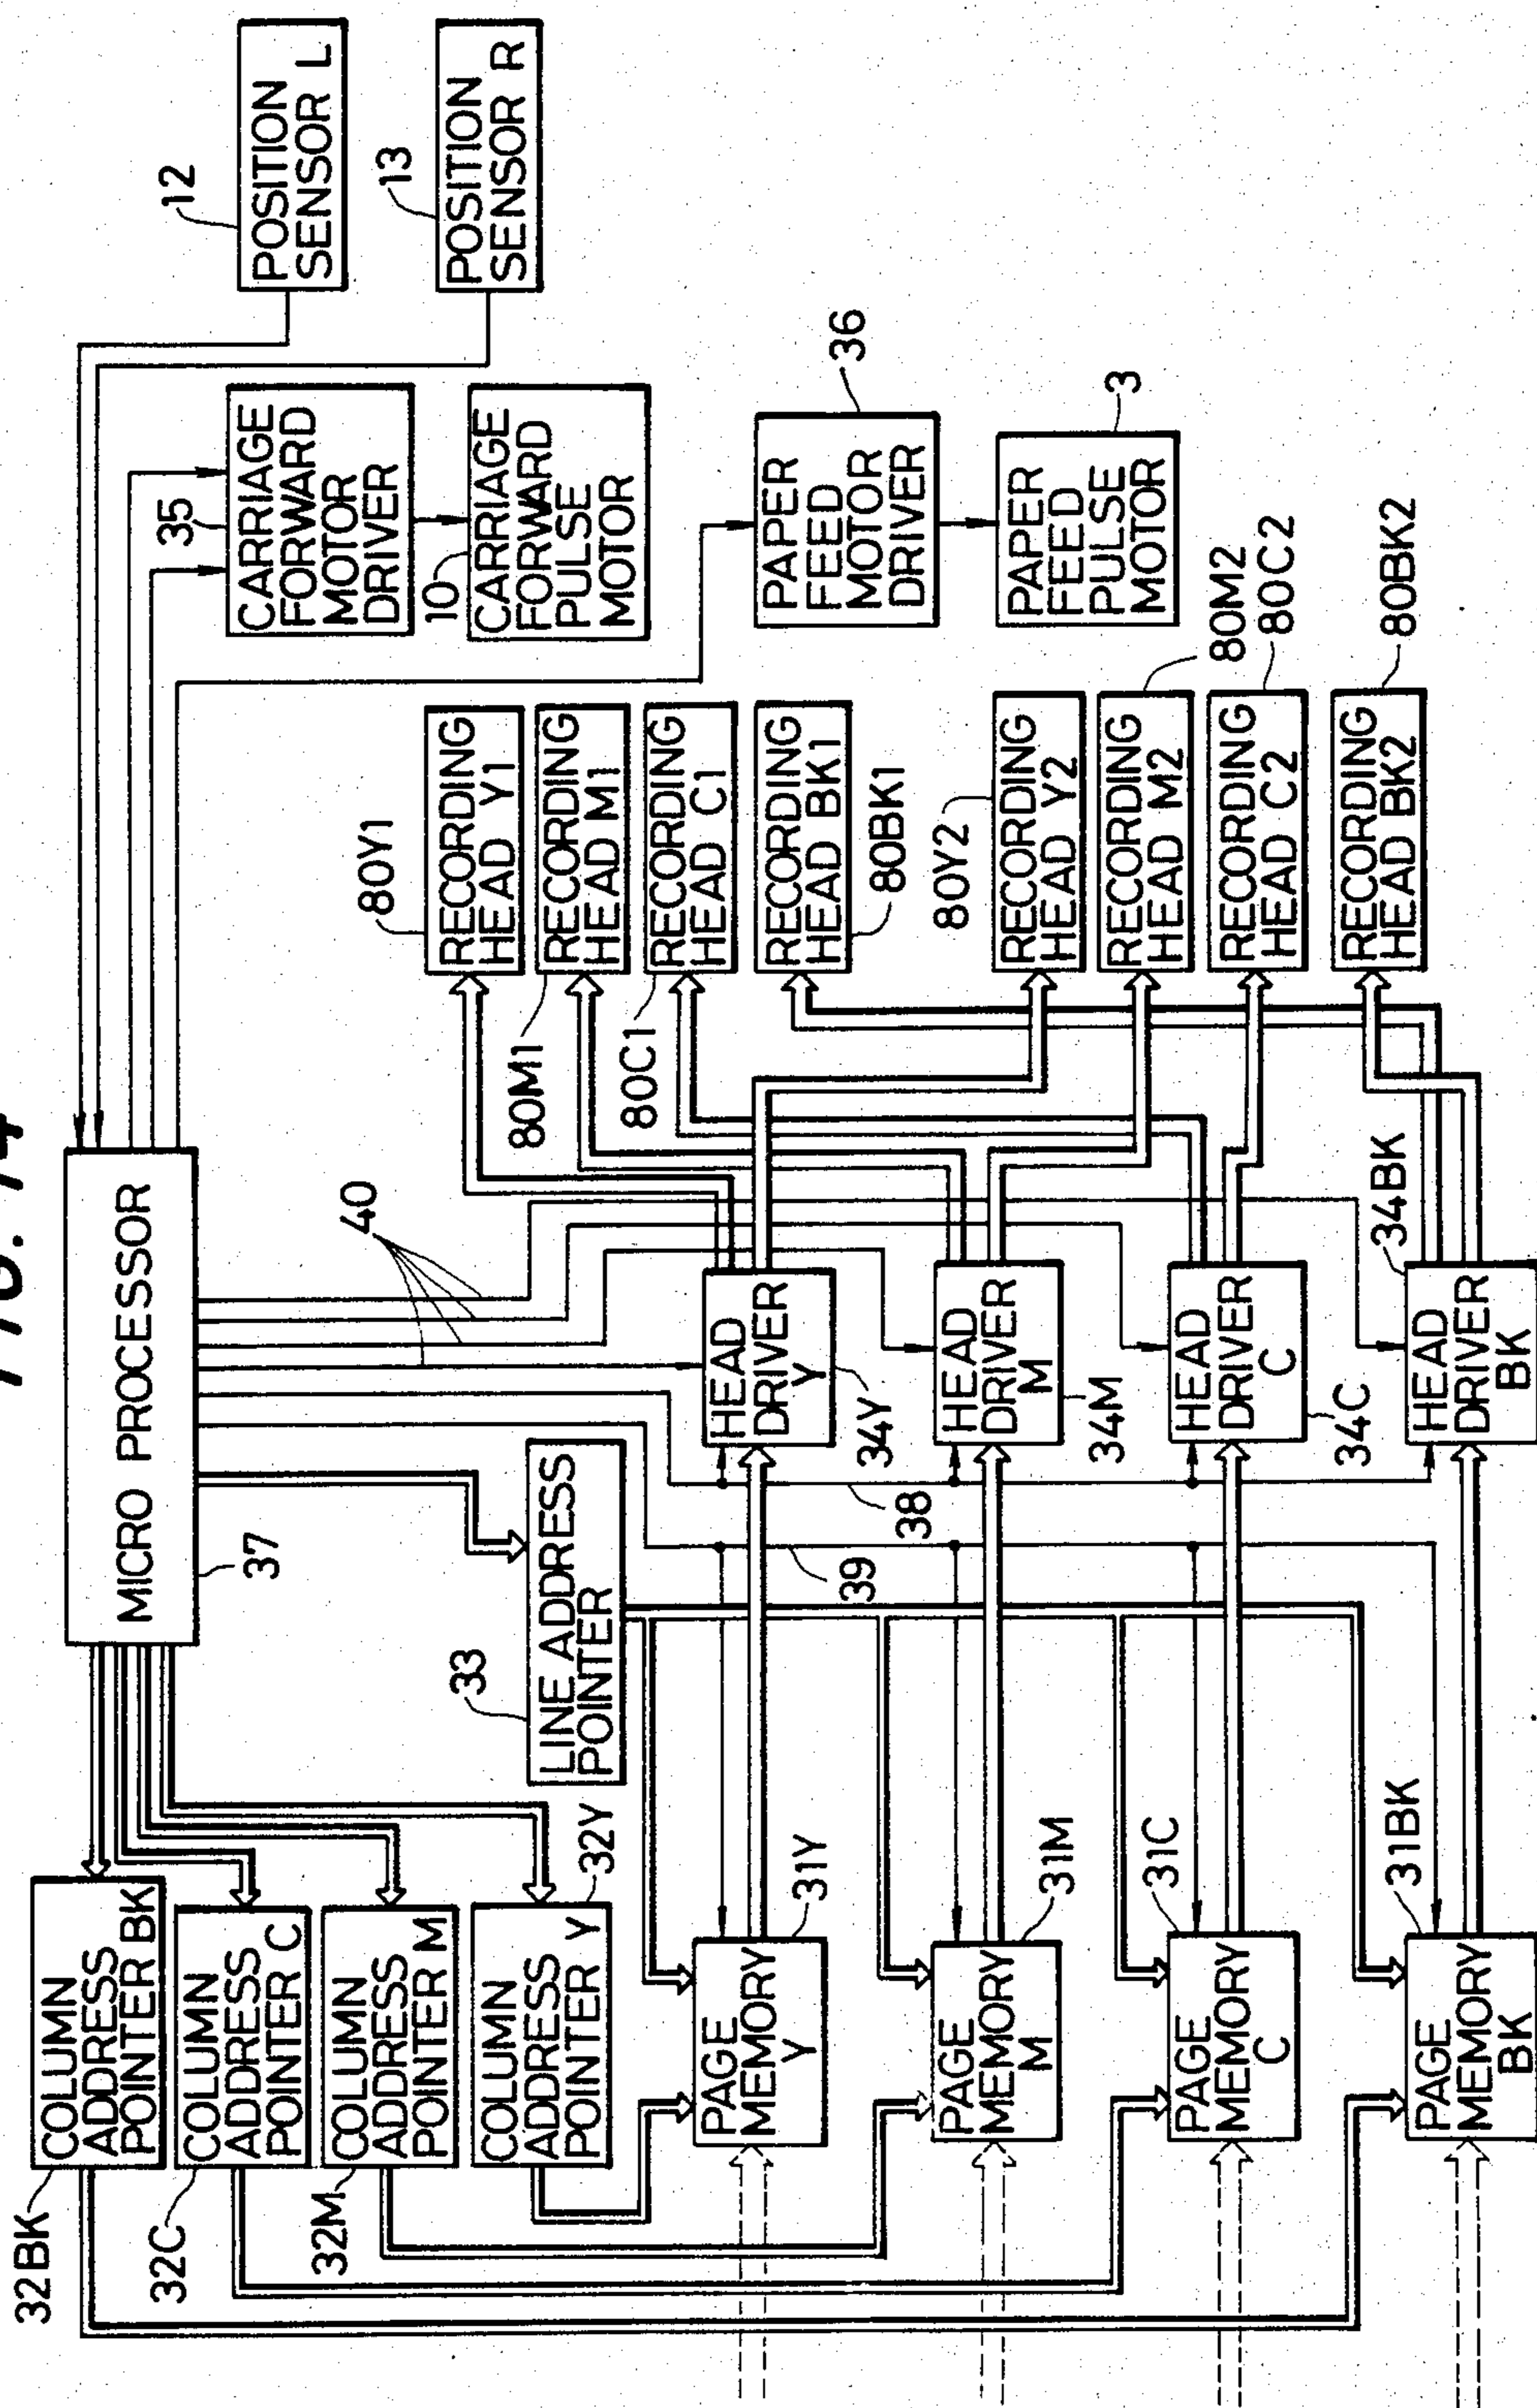 32BK
COLUMN
ADDRESS
POINTER BK
32C
COLUMN
ADDRESS
POINTER C
32M
COLUMN
ADDRESS
POINTER M
COLUMN
ADDRESS
POINTER Y
32Y
MICRO PROCESSOR
37
40
33
LINE ADDRESS
POINTER
12
POSITION
SENSOR L
13
POSITION
SENSOR R
35
CARRIAGE
FORWARD
MOTOR
DRIVER
10
CARRIAGE
FORWARD
PULSE
MOTOR
36
PAPER
FEED
MOTOR
DRIVER
3
PAPER
FEED
PULSE
MOTOR
80Y1
RECORDING
HEAD Y1
80M1
RECORDING
HEAD M1
80C1
RECORDING
HEAD C1
RECORDING
HEAD BK1
80BK1
80Y2
RECORDING
HEAD Y2
RECORDING
HEAD M2
80M2
RECORDING
HEAD C2
80C2
RECORDING
HEAD BK2
80BK2
PAGE
MEMORY
Y
31Y
39
38
HEAD
DRIVER
Y
34Y
PAGE
MEMORY
M
31M
HEAD
DRIVER
M
34M
PAGE
MEMORY
C
31C
HEAD
DRIVER
C
34C
PAGE
MEMORY
BK
31BK
HEAD
DRIVER
BK
34BK